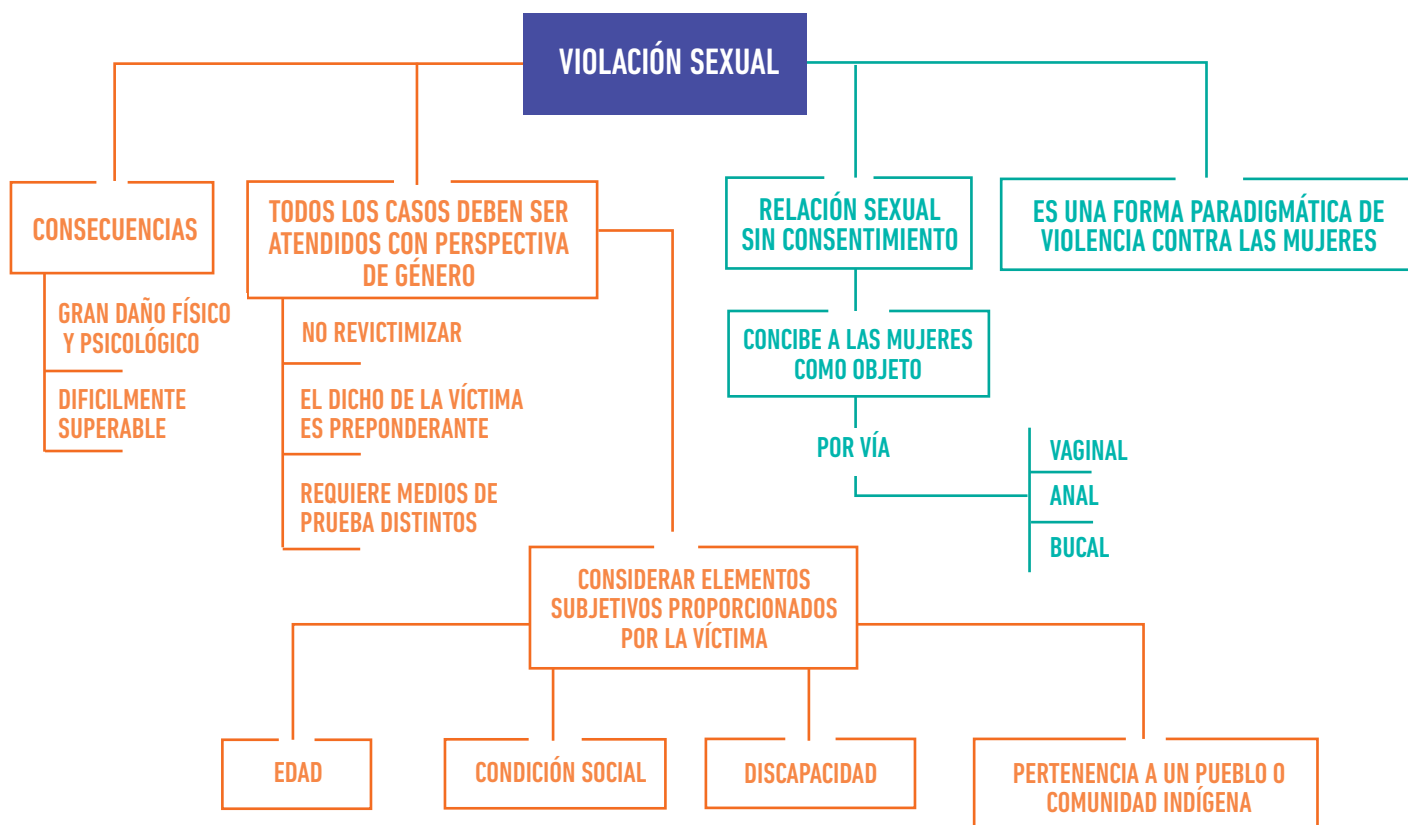 VIOLACIÓN SEXUAL
CONSECUENCIAS
GRAN DAÑO FÍSICO
Y PSICOLÓGICO
DIFICILMENTE
SUPERABLE
TODOS LOS CASOS DEBEN SER
ATENDIDOS CON PERSPECTIVA
DE GÉNERO
NO REVICTIMIZAR
EL DICHO DE LA VÍCTIMA
ES PREPONDERANTE
REQUIERE MEDIOS DE
PRUEBA DISTINTOS
CONSIDERAR ELEMENTOS
SUBJETIVOS PROPORCIONADOS
POR LA VÍCTIMA
EDAD
CONDICIÓN SOCIAL
DISCAPACIDAD
PERTENENCIA A UN PUEBLO O
COMUNIDAD INDÍGENA
RELACIÓN SEXUAL
SIN CONSENTIMIENTO
CONCIBE A LAS MUJERES
COMO OBJETO
POR VÍA
VAGINAL
ANAL
BUCAL
ES UNA FORMA PARADIGMÁTICA DE
VIOLENCIA CONTRA LAS MUJERES